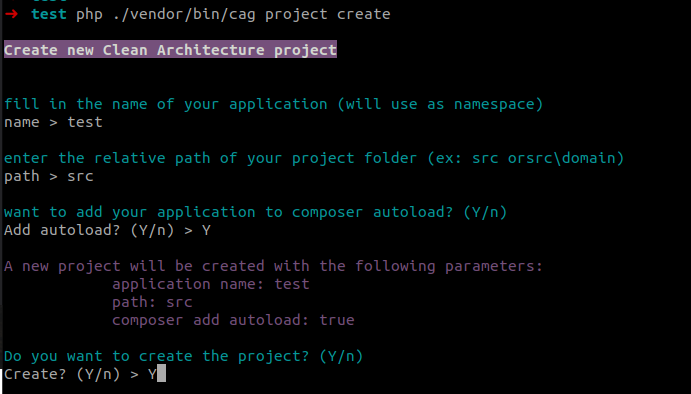 ➜ test php ./vendor/bin/cag project create
Create new Clean Architecture project
fill in the name of your application (will use as namespace)
name > test
enter the relative path of your project folder (ex: src orsrc\domain)
path > src
want to add your application to composer autoload? (Y/n)
Add autoload? (Y/n) > Y
A new project will be created with the following parameters:
application name: test
path: src
composer add autoload: true
Do you want to create the project? (Y/n)
Create? (Y/n) > Y